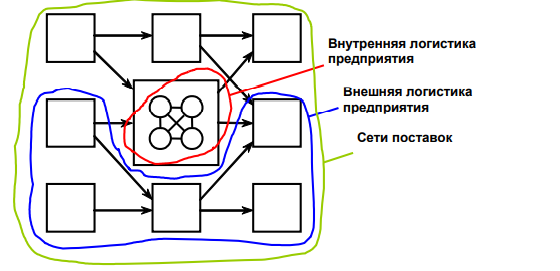 Внутренняя логистика
предприятия
Внешняя логистика
предприятия
Сети поставок